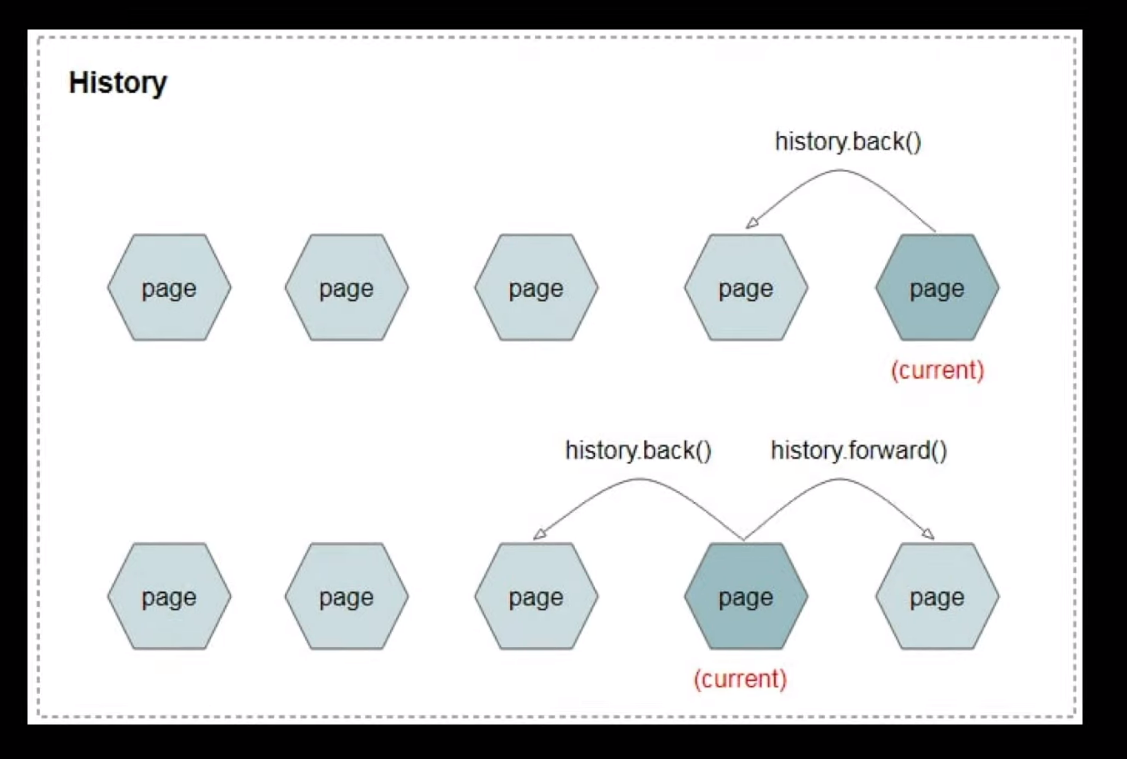 History
history.back()
page page page page page
(current)
history.back() history.forward()
page page page page page
(current)